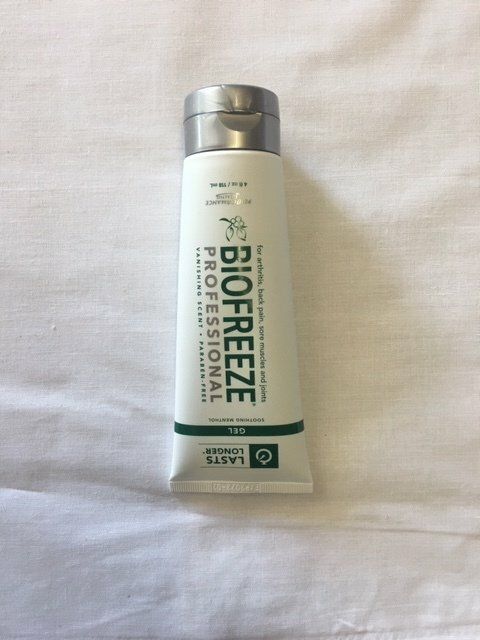 4 fl oz / 118 mL
PERFORMANCE
for arthritis, back pain, sore muscles and joints
BIOFREEZE®
PROFESSIONAL
VANISHING SCENT • PARABEN-FREE
SOOTHING MENTHOL
GEL
LASTS
LONGER*